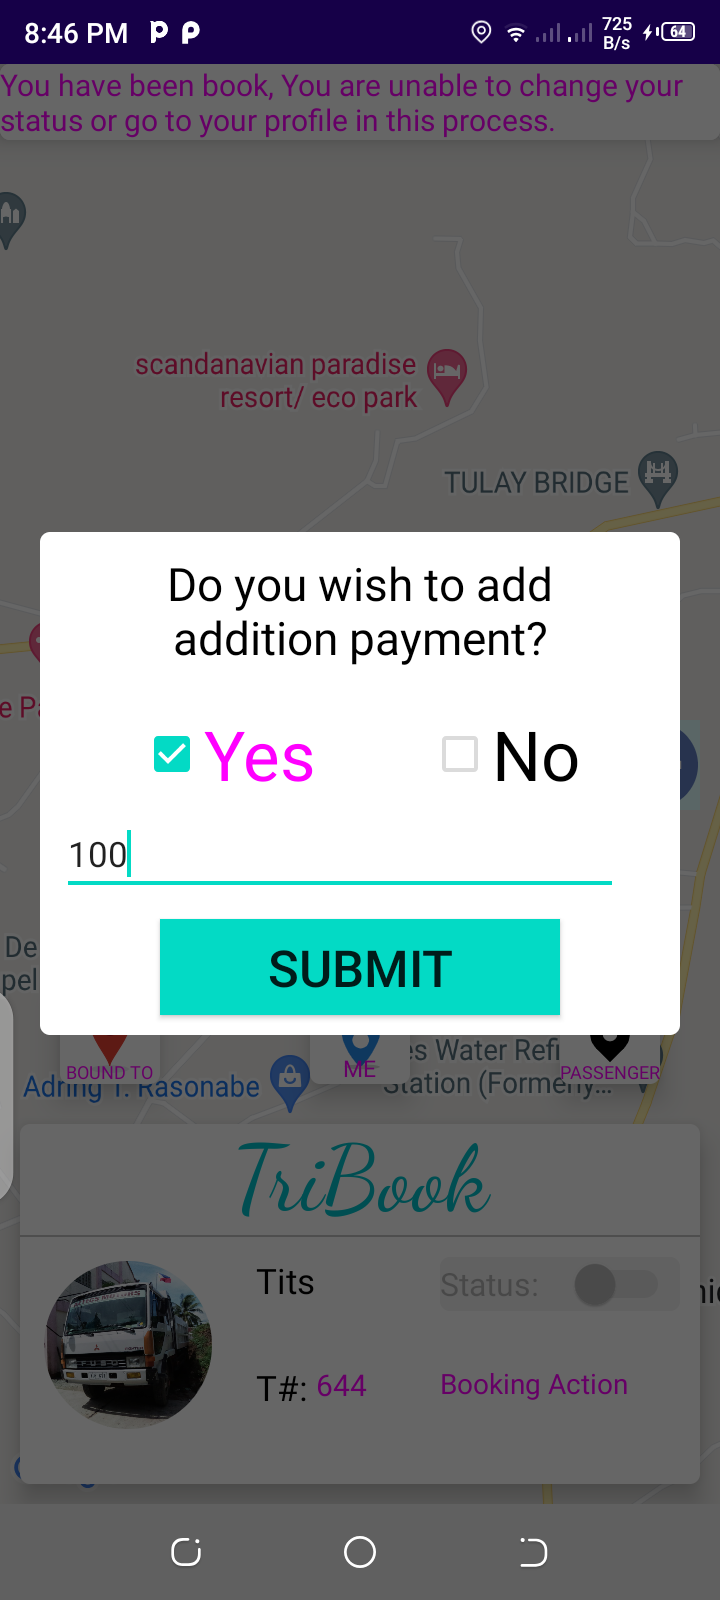 8:46 PM
725
B/s
64
You have been book, You are unable to change your
status or go to your profile in this process.
scandanavian paradise
resort/ eco park
TULAY BRIDGE
Do you wish to add
addition payment?
Yes No
100
SUBMIT
BOUND TO
ME
PASSENGER
Water Refi
Station (Formerly...
Adring T. Rasonabe
TriBook
Tits
Status:
T#: 644
Booking Action